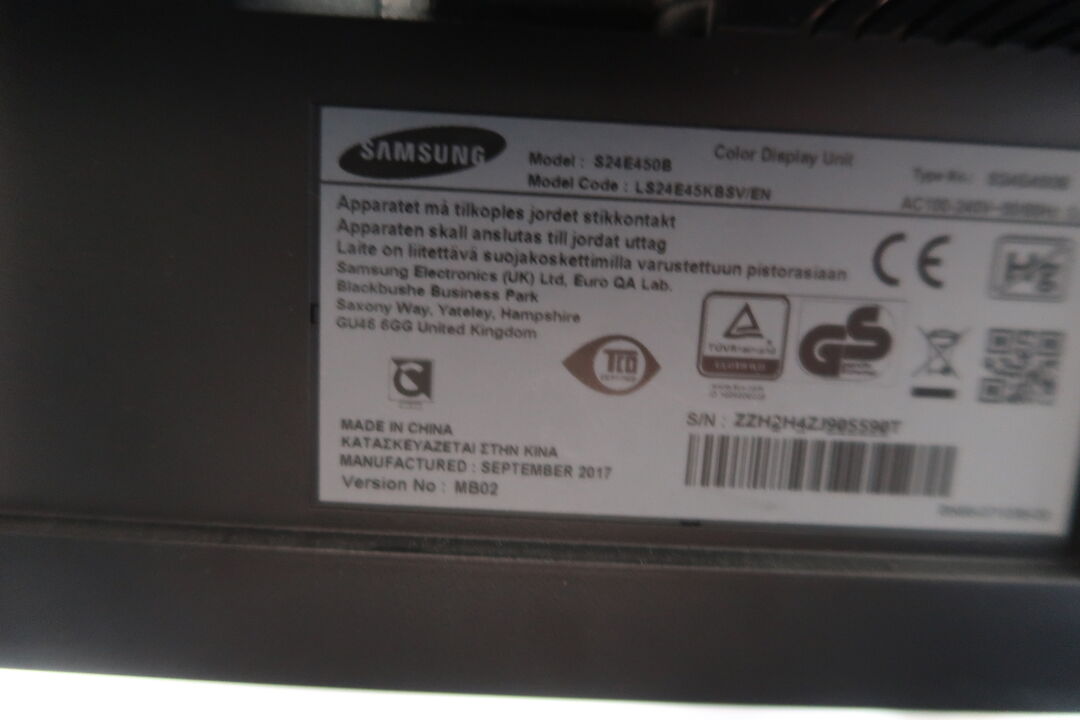 SAMSUNG
Model : S24E450B
Color Display Unit
Model Code : LS24E45KBSV/EN
Apparatet må tilkoples jordet stikkontakt
Apparaten skall anslutas till jordat uttag
Laite on liitettävä suojakoskettimilla varustettuun pistorasiaan
Samsung Electronics (UK) Ltd, Euro QA Lab.
Blackbushe Business Park
Saxony Way, Yateley, Hampshire
GU46 6GG United Kingdom
CE
TCO
GS
S/N : ZZH2H4ZJ905590T
MADE IN CHINA
ΚΑΤΑΣΚΕΥΑΖΕΤΑΙ ΣΤΗΝ ΚΙΝΑ
MANUFACTURED : SEPTEMBER 2017
Version No : MB02